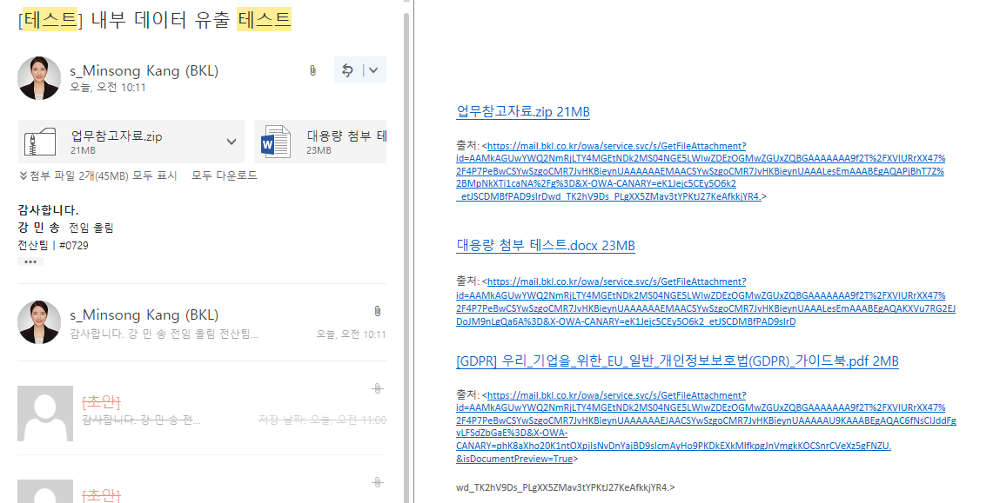 [테스트] 내부 데이터 유출 테스트
s_Minsong Kang (BKL)
오늘, 오전 10:11
업무참고자료.zip
21MB
대용량 첨부 테
23MB
첨부 파일 2개(45MB) 모두 표시 모두 다운로드
감사합니다.
강 민 송 전임 올림
전산팀 | #0729
•••
s_Minsong Kang (BKL)
감사합니다. 강 민 송 전임 올림 전산팀...
오늘, 오전 10:11
[초안]
감사합니다. 강 민 송 전...
저장 날짜: 오늘, 오전 11:00
[초안]
업무참고자료.zip 21MB
출처: <https://mail.bkl.co.kr/owa/service.svc/s/GetFileAttachment?
id=AAMkAGUwYWQ2NmRjLTY4MGEtNDk2MS04NGE5LWIwZDEzOGMwZGUxZQBGAAAAAAA9f2T%2FXVIURrXX47%
2F4P7PeBwCSYwSzgoCMR7JvHKBieynUAAAAAAEMAACSYwSzgoCMR7JvHKBieynUAAALesEmAAABEgAQAPjBhT7Z%
2BMpNkXTi1caNA%2Fg%3D&X-OWA-CANARY=eK1Jejc5CEy5O6k2
_etJSCDMBfPAD9sIrDwd_TK2hV9Ds_PLgXX5ZMav3tYPKtJ27KeAfkkjYR4.>
대용량 첨부 테스트.docx 23MB
출처: <https://mail.bkl.co.kr/owa/service.svc/s/GetFileAttachment?
id=AAMkAGUwYWQ2NmRjLTY4MGEtNDk2MS04NGE5LWIwZDEzOGMwZGUxZQBGAAAAAAA9f2T%2FXVIURrXX47%
2F4P7PeBwCSYwSzgoCMR7JvHKBieynUAAAAAAEMAACSYwSzgoCMR7JvHKBieynUAAALesEmAAABEgAQAKXVu7RG2EJ
DoJM9nLgQa6A%3D&X-OWA-CANARY=eK1Jejc5CEy5O6k2_etJSCDMBfPAD9sIrD
[GDPR] 우리_기업을_위한_EU_일반_개인정보보호법(GDPR)_가이드북.pdf 2MB
출처: <https://mail.bkl.co.kr/owa/service.svc/s/GetFileAttachment?
id=AAMkAGUwYWQ2NmRjLTY4MGEtNDk2MS04NGE5LWIwZDEzOGMwZGUxZQBGAAAAAAA9f2T%2FXVIURrXX47%
2F4P7PeBwCSYwSzgoCMR7JvHKBieynUAAAAAAEJAACSYwSzgoCMR7JvHKBieynUAAAAAU9KAAABEgAQAC6fNsCIJddFg
vLFSdZbGaE%3D&X-OWA-
CANARY=phK8aXho20K1ntOXpjIsNvDnYajBD9sIcmAyHo9PKDkEXkMIfkpgJnVmgkKOCSnrCVeXz5gFNZU.
&isDocumentPreview=True>
wd_TK2hV9Ds_PLgXX5ZMav3tYPKtJ27KeAfkkjYR4.>